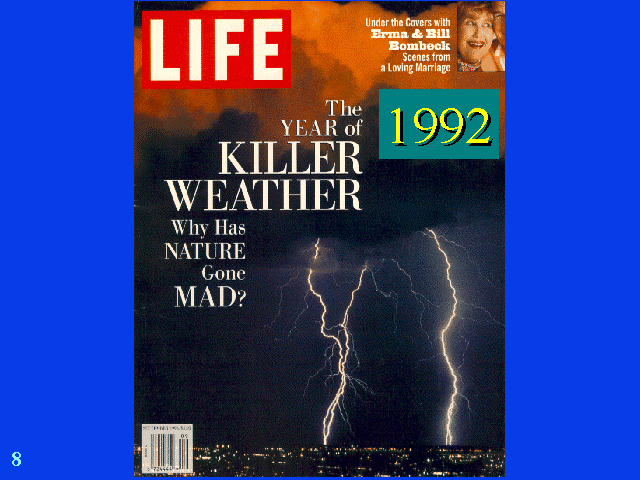 LIFE
Under the Covers with
Erma & Bill
Bombeck
Scenes from
a Loving Marriage
1992
The
YEAR of
KILLER
WEATHER
Why Has
NATURE
Gone
MAD?
8